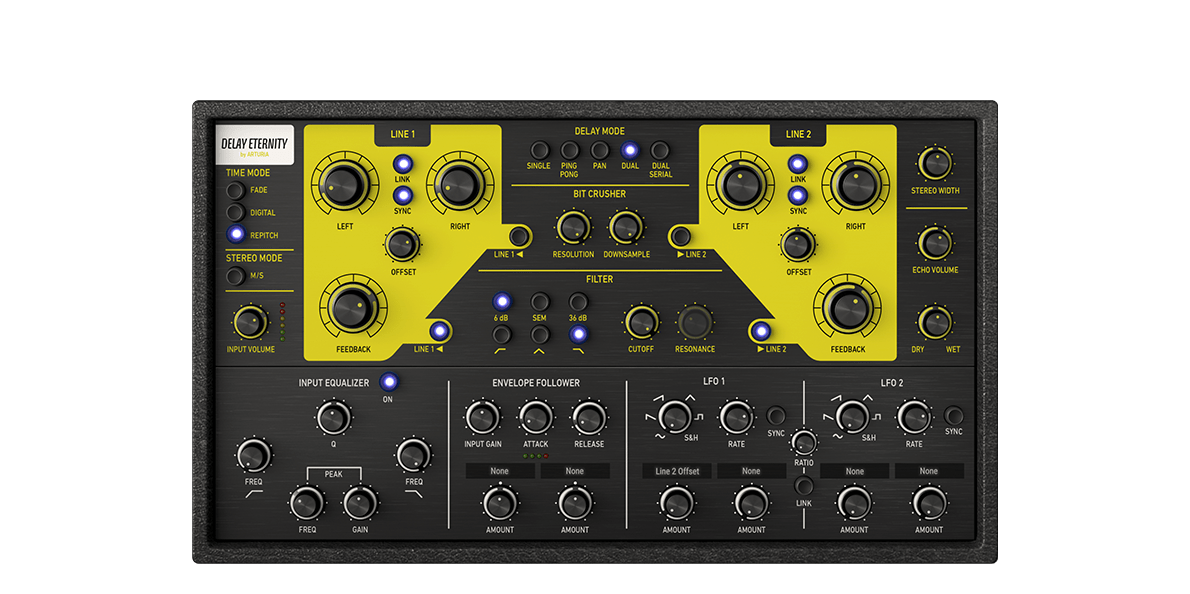 DELAY ETERNITY
by ARTURIA
TIME MODE
FADE
DIGITAL
REPITCH
STEREO MODE
M/S
INPUT VOLUME
LINE 1
LINK
SYNC
LEFT
RIGHT
OFFSET
FEEDBACK
LINE 1 ◀
LINE 1 ◀
DELAY MODE
SINGLE
PING
PONG
PAN
DUAL
DUAL
SERIAL
BIT CRUSHER
RESOLUTION
DOWNSAMPLE
FILTER
6 dB
SEM
36 dB
CUTOFF
RESONANCE
LINE 2
LINK
SYNC
LEFT
RIGHT
OFFSET
FEEDBACK
▶ LINE 2
▶ LINE 2
STEREO WIDTH
ECHO VOLUME
DRY
WET
INPUT EQUALIZER
ON
Q
FREQ
FREQ
PEAK
FREQ
GAIN
ENVELOPE FOLLOWER
INPUT GAIN
ATTACK
RELEASE
None
None
AMOUNT
AMOUNT
LFO 1
S&H
RATE
SYNC
Line 2 Offset
None
AMOUNT
AMOUNT
RATIO
LINK
LFO 2
S&H
RATE
SYNC
None
None
AMOUNT
AMOUNT